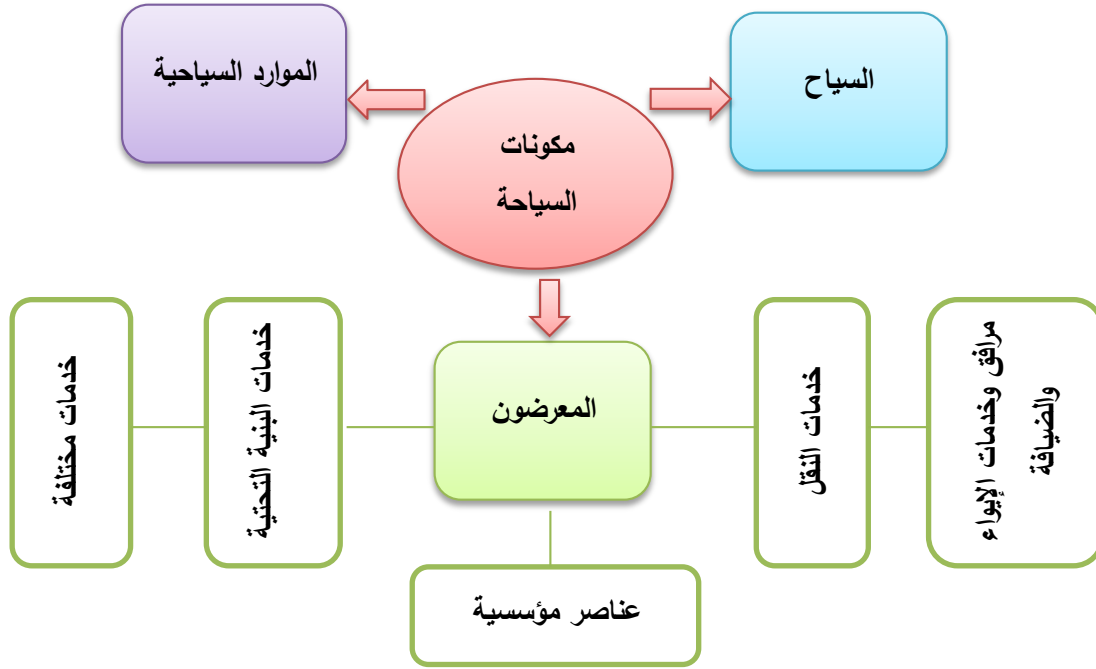 السياح
الموارد السياحية
مكونات
السياحة
المعرضون
مرافق وخدمات الإيواء
والضيافة
خدمات النقل
خدمات البنية التحتية
خدمات مختلفة
عناصر مؤسسية